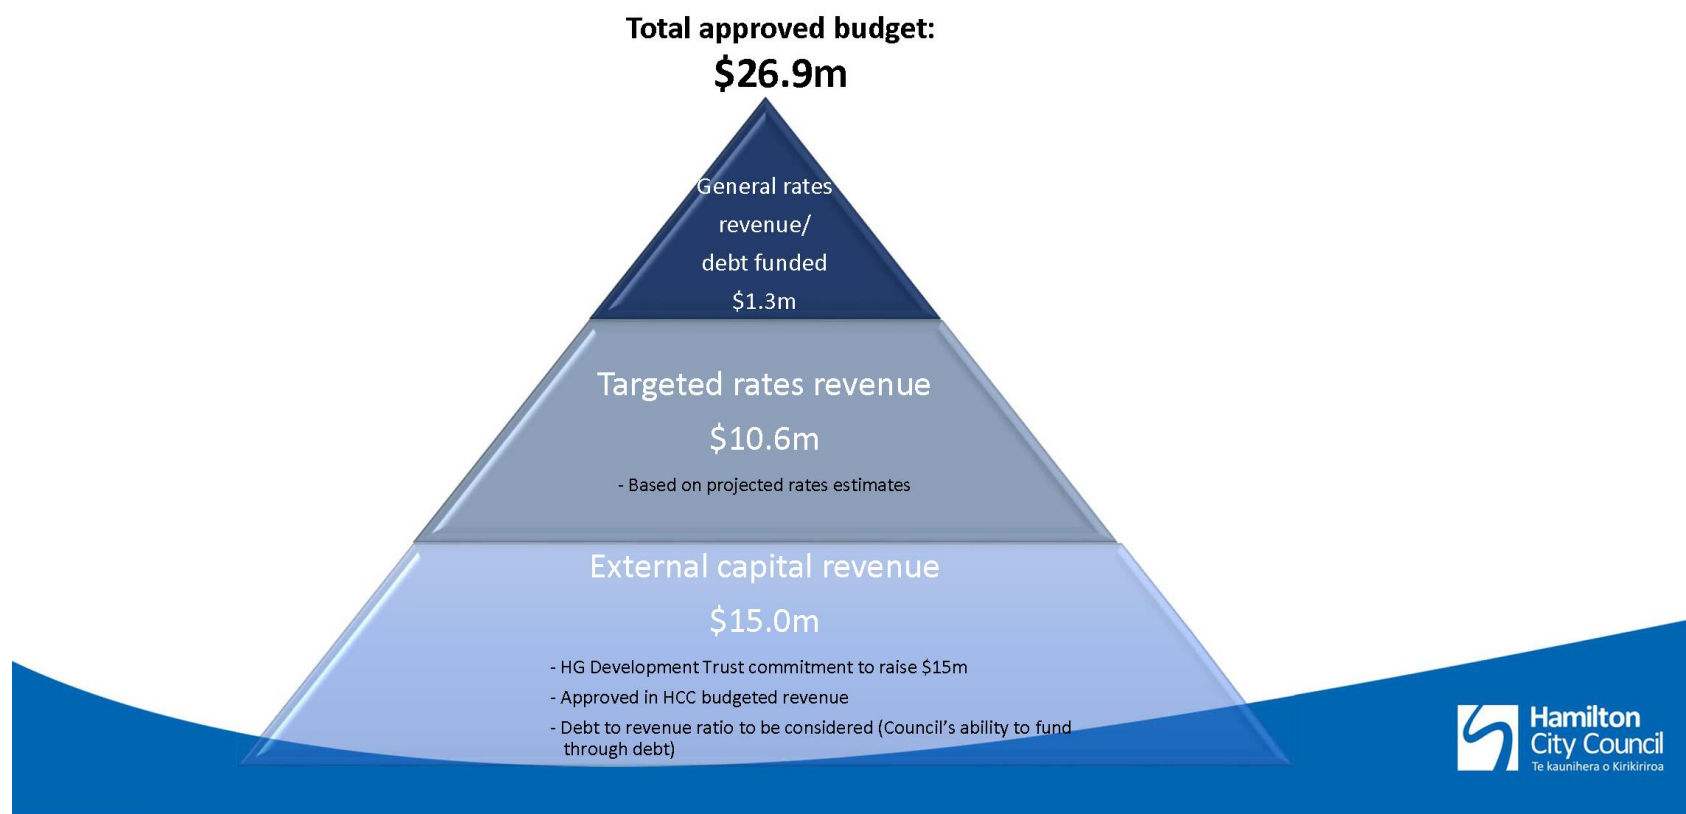 Total approved budget:
$26.9m
General rates
revenue/
debt funded
$1.3m
Targeted rates revenue
$10.6m
- Based on projected rates estimates
External capital revenue
$15.0m
- HG Development Trust commitment to raise $15m
- Approved in HCC budgeted revenue
- Debt to revenue ratio to be considered (Council’s ability to fund
through debt)
Hamilton
City Council
Te kaunihera o Kirikiriroa